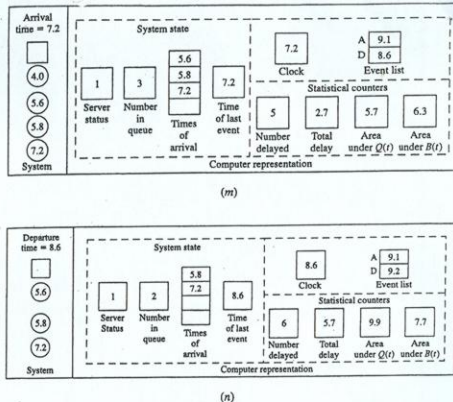 Arrival
time = 7.2
4.0
5.6
5.8
7.2
System
System state
1
Server
status
3
Number
in
queue
5.6
5.8
7.2
Times
of
arrival
7.2
Time
of last
event
7.2
Clock
A 9.1
D 8.6
Event list
Statistical counters
5
Number
delayed
2.7
Total
delay
5.7
Area
under Q(t)
6.3
Area
under B(t)
Computer representation
(m)
Departure
time = 8.6
5.6
5.8
7.2
System
System state
1
Server
Status
2
Number
in
queue
5.8
7.2
Times
of
arrival
8.6
Time
of last
event
8.6
Clock
A 9.1
D 9.2
Event list
Statistical counters
6
Number
delayed
5.7
Total
delay
9.9
Area
under Q(t)
7.7
Area
under B(t)
Computer representation
(n)